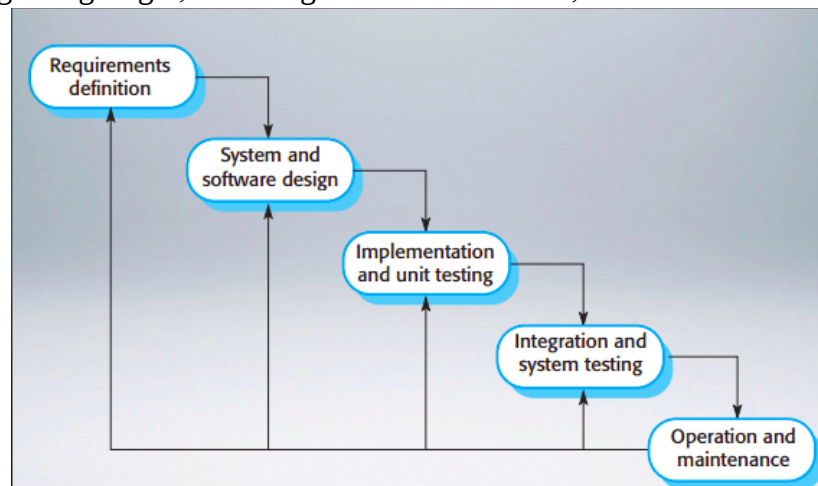 Requirements
definition
System and
software design
Implementation
and unit testing
Integration and
system testing
Operation and
maintenance